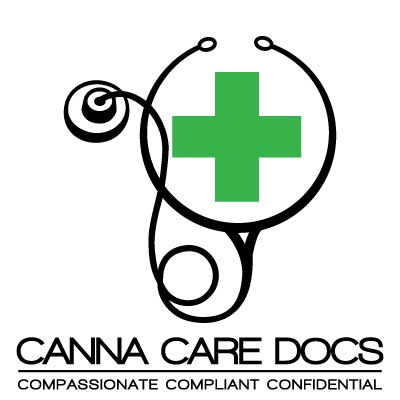 CANNA CARE DOCS
COMPASSIONATE COMPLIANT CONFIDENTIAL